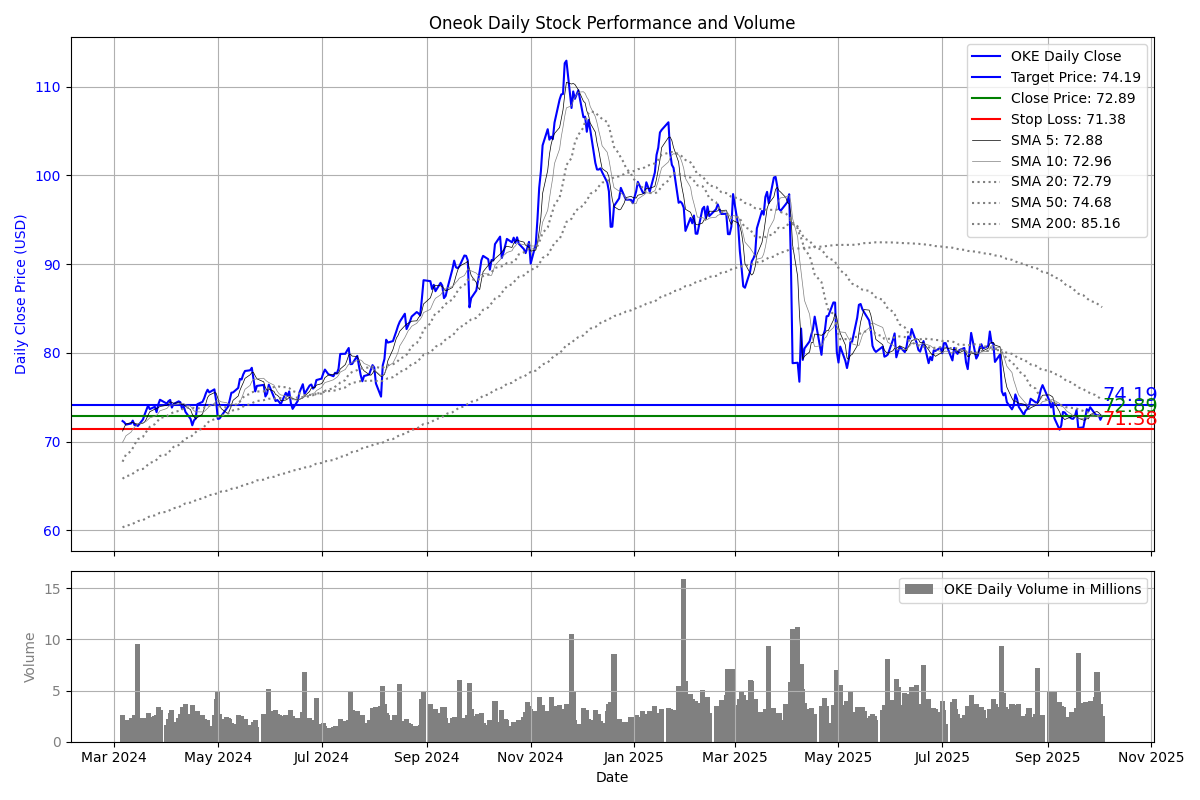 Oneok Daily Stock Performance and Volume
Daily Close Price (USD)
110
100
90
80
70
60
OKE Daily Close
Target Price: 74.19
Close Price: 72.89
Stop Loss: 71.38
SMA 5: 72.88
SMA 10: 72.96
SMA 20: 72.79
SMA 50: 74.68
SMA 200: 85.16
74.19
72.89
71.38
Volume
15
10
5
0
OKE Daily Volume in Millions
Mar 2024 May 2024 Jul 2024 Sep 2024 Nov 2024 Jan 2025 Mar 2025 May 2025 Jul 2025 Sep 2025 Nov 2025
Date